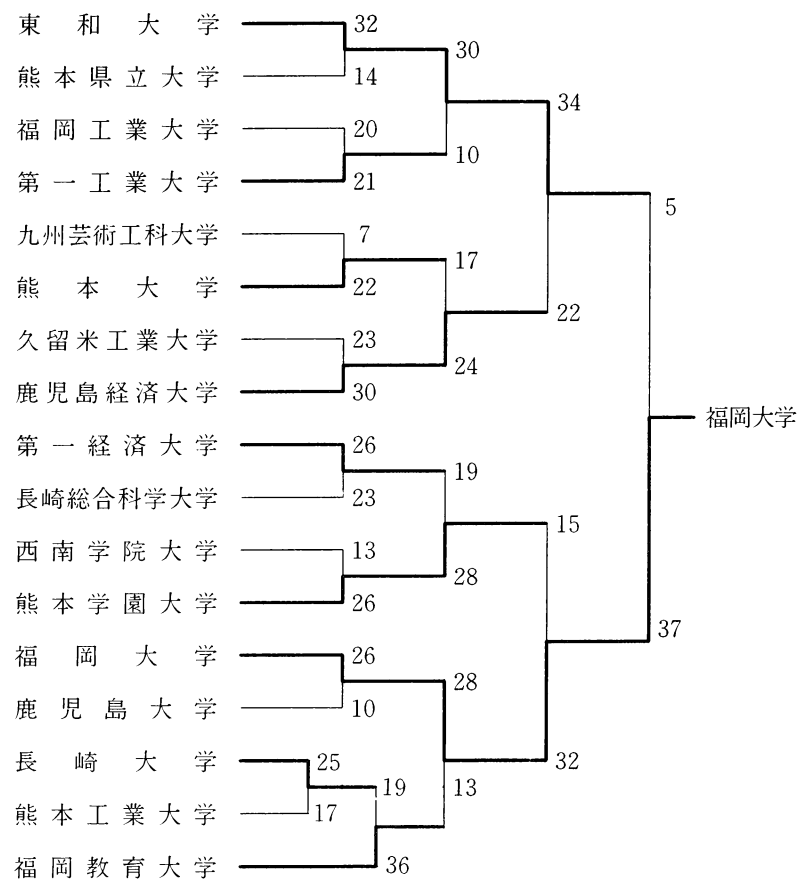 東和大学 32
30
熊本県立大学 14
34
福岡工業大学 20
10
第一工業大学 21
5
九州芸術工科大学 7
17
熊本大学 22
22
久留米工業大学 23
24
鹿児島経済大学 30
福岡大学
第一経済大学 26
19
長崎総合科学大学 23
15
西南学院大学 13
28
熊本学園大学 26
37
福岡大学 26
28
鹿児島大学 10
長崎大学 25
32
19
13
熊本工業大学 17
福岡教育大学 36